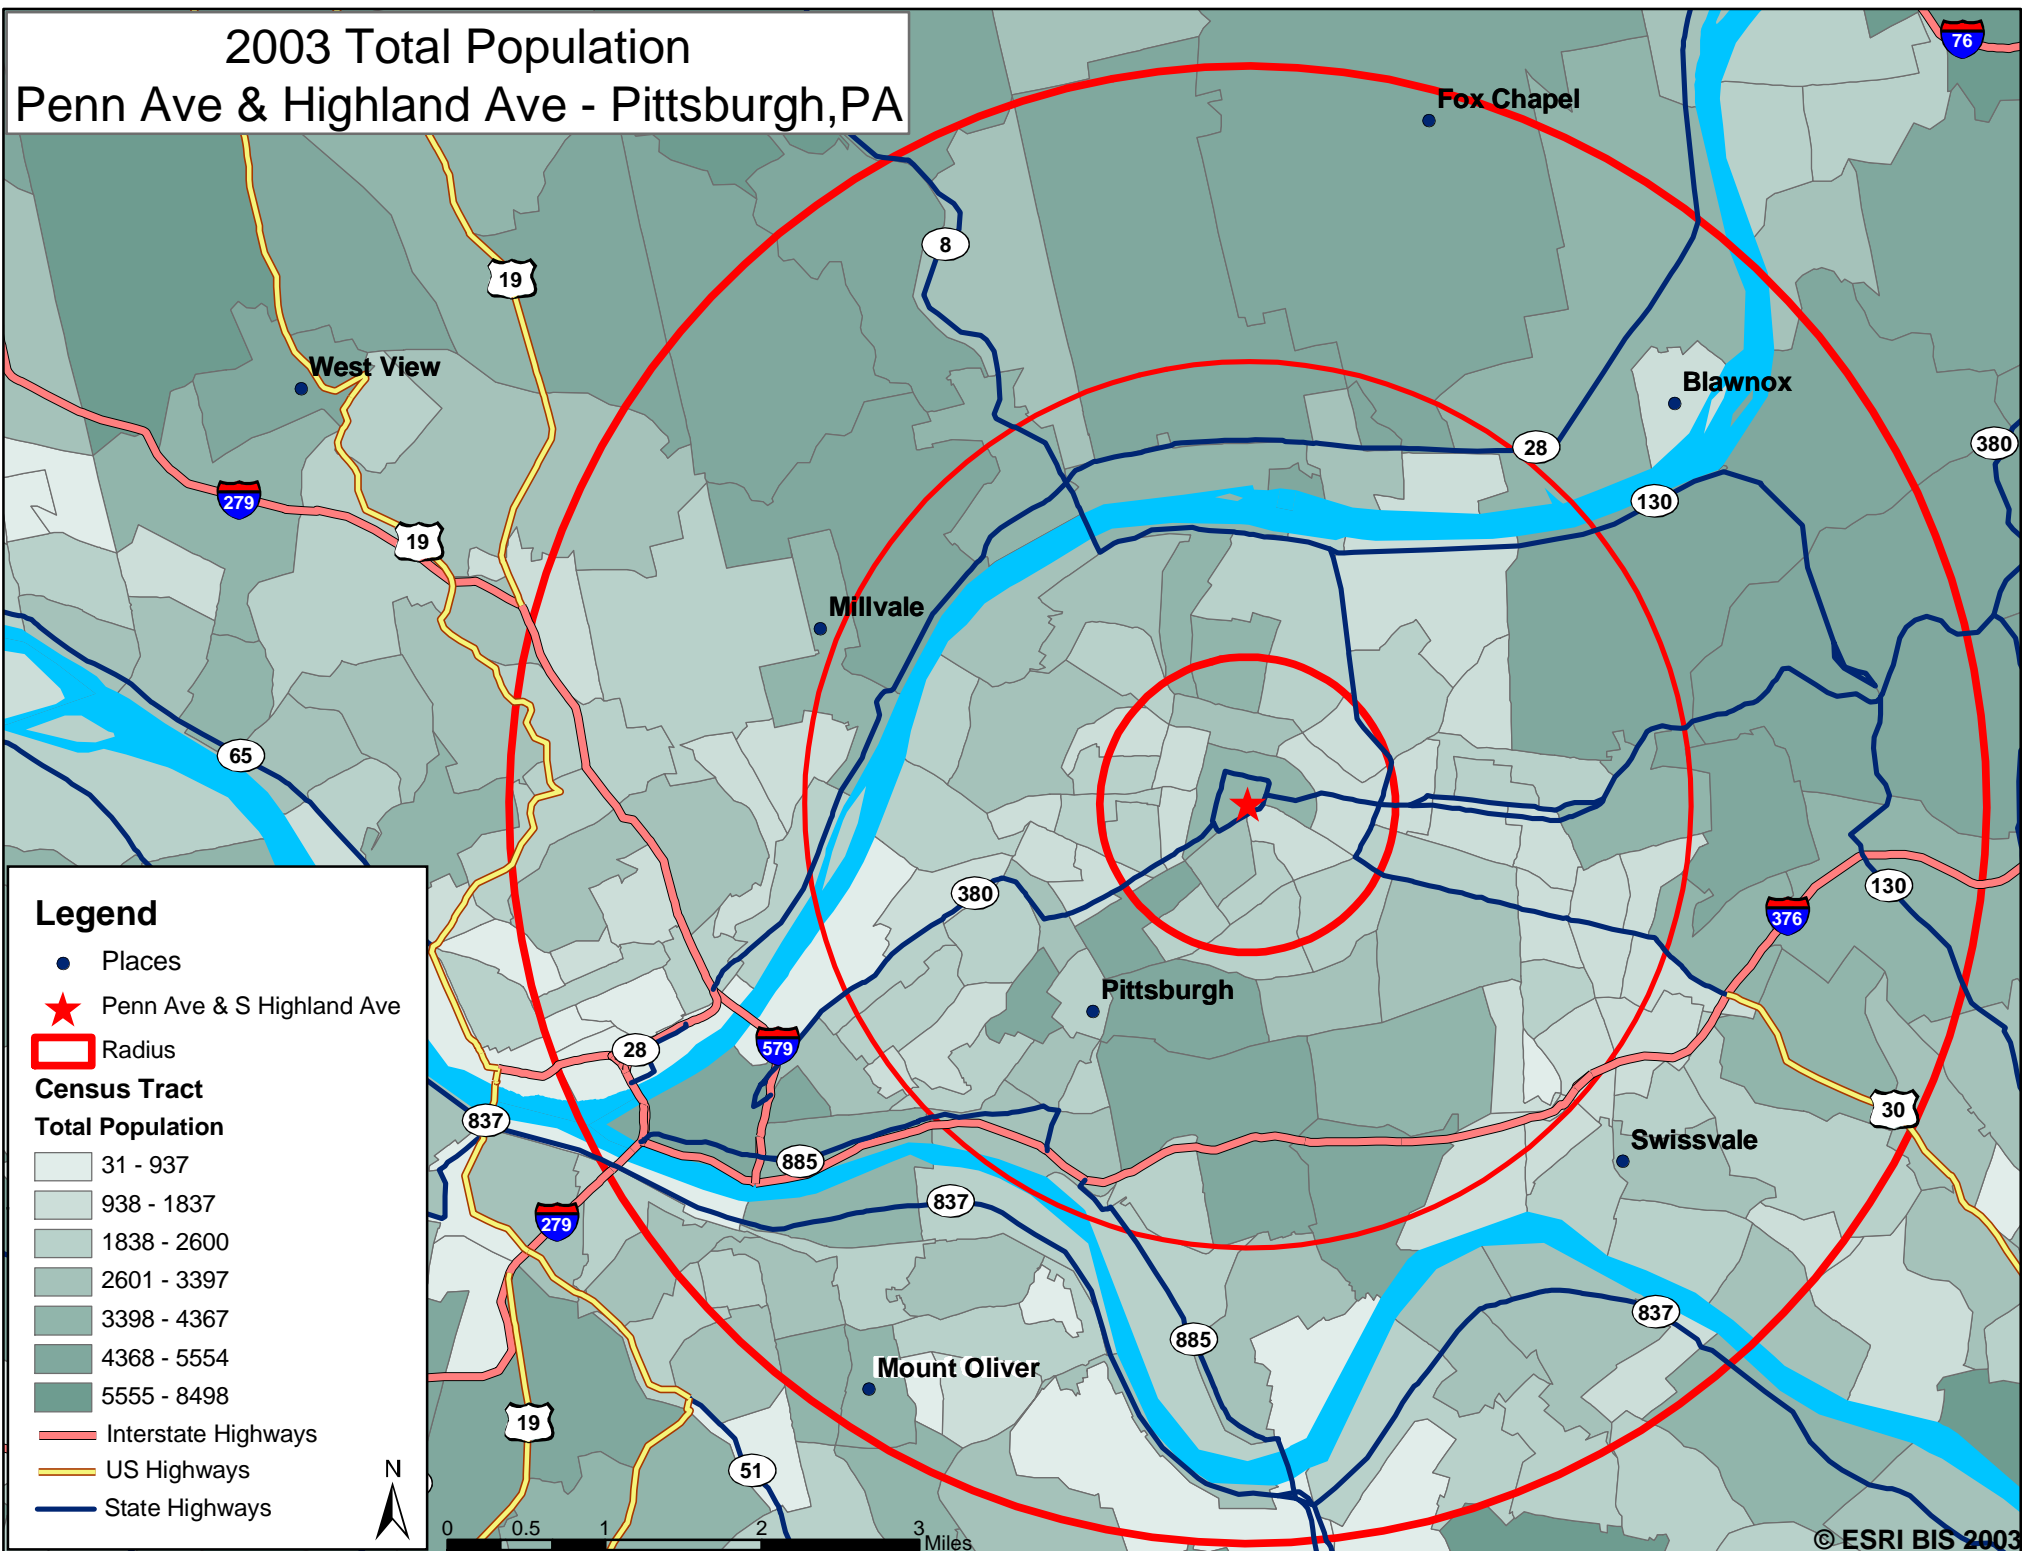 2003 Total Population
Penn Ave & Highland Ave - Pittsburgh,PA
76
Fox Chapel
8
19
West View
Blawnox
28
380
279
130
19
Millvale
65
380
130
376
Pittsburgh
28
579
837
30
Swissvale
885
837
279
837
885
Mount Oliver
19
51
Legend
Places
Penn Ave & S Highland Ave
Radius
Census Tract
Total Population
31 - 937
938 - 1837
1838 - 2600
2601 - 3397
3398 - 4367
4368 - 5554
5555 - 8498
Interstate Highways
US Highways
State Highways
N
0 0.5 1 2 3
Miles
© ESRI BIS 2003